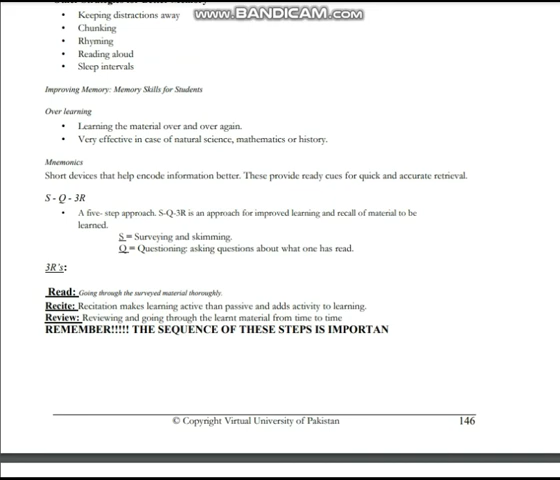 www.BANDICAM.com
• Keeping distractions away
• Chunking
• Rhyming
• Reading aloud
• Sleep intervals
Improving Memory: Memory Skills for Students
Over learning
• Learning the material over and over again.
• Very effective in case of natural science, mathematics or history.
Mnemonics
Short devices that help encode information better. These provide ready cues for quick and accurate retrieval.
S - Q - 3R
• A five- step approach. S-Q-3R is an approach for improved learning and recall of material to be
learned.
S = Surveying and skimming.
Q = Questioning: asking questions about what one has read.
3R's:
Read: Going through the surveyed material thoroughly.
Recite: Recitation makes learning active than passive and adds activity to learning.
Review: Reviewing and going through the learnt material from time to time
REMEMBER!!!!! THE SEQUENCE OF THESE STEPS IS IMPORTAN
© Copyright Virtual University of Pakistan 146